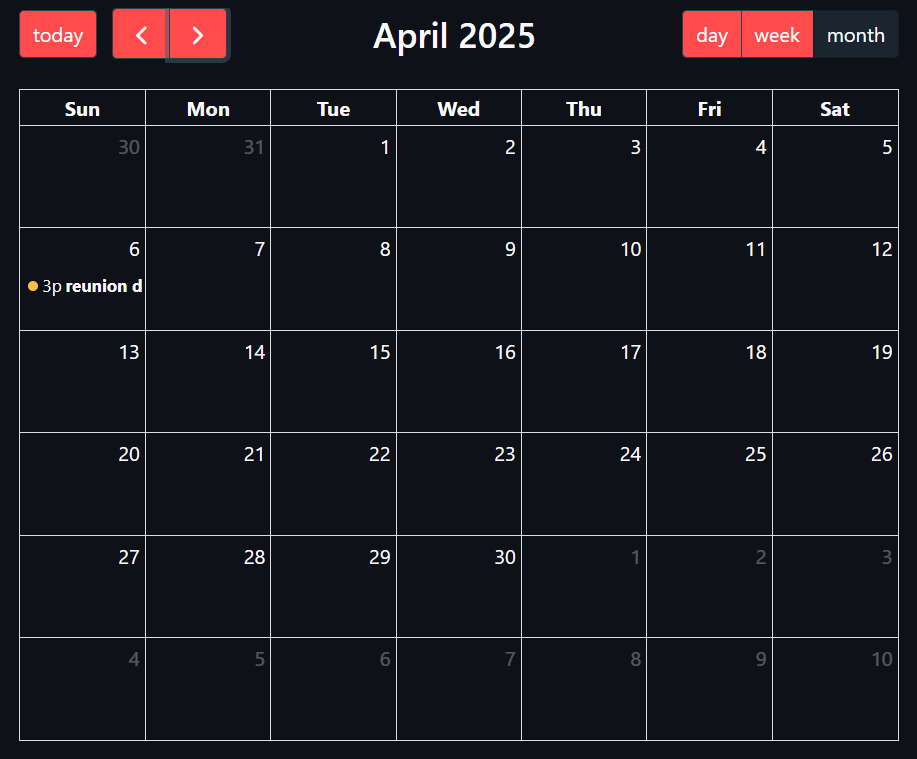 today April 2025 day week month
Sun Mon Tue Wed Thu Fri Sat
30 31 1 2 3 4 5
6 7 8 9 10 11 12
3p reunion d
13 14 15 16 17 18 19
20 21 22 23 24 25 26
27 28 29 30 1 2 3
4 5 6 7 8 9 10